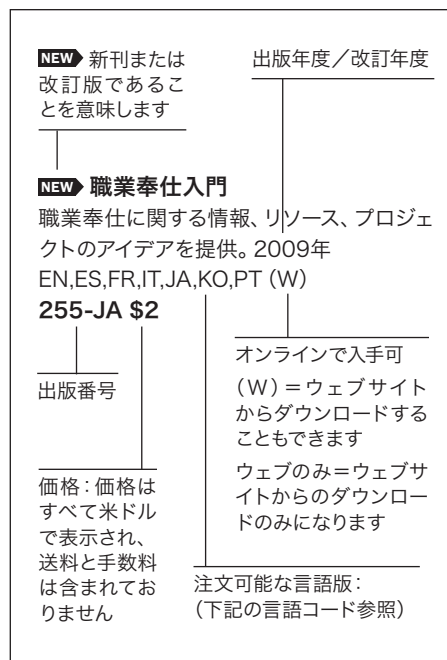 NEW 新刊または
改訂版であるこ
とを意味します
出版年度／改訂年度
NEW 職業奉仕入門
職業奉仕に関する情報、リソース、プロジェ
クトのアイデアを提供。2009年
EN,ES,FR,IT,JA,KO,PT（W）
255-JA $2
出版番号
価格：価格は
すべて米ドル
で表示され、
送料と手数料
は含まれてお
りません
オンラインで入手可
（W）＝ウェブサイト
からダウンロードする
こともできます
ウェブのみ＝ウェブサ
イトからのダウンロー
ドのみになります
注文可能な言語版：
（下記の言語コード参照）